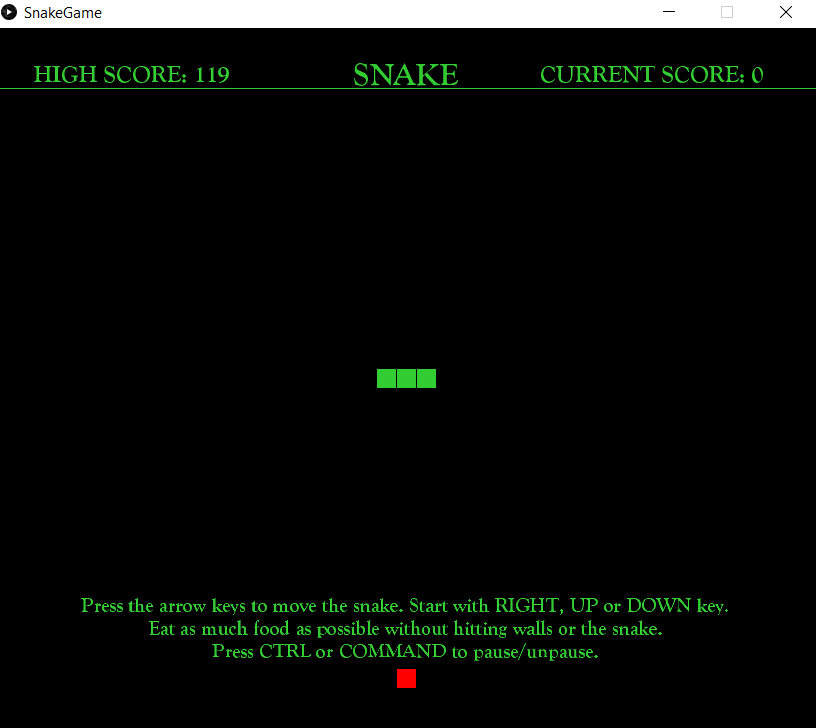 SnakeGame
HIGH SCORE: 119 SNAKE CURRENT SCORE: 0
Press the arrow keys to move the snake. Start with RIGHT, UP or DOWN key.
Eat as much food as possible without hitting walls or the snake.
Press CTRL or COMMAND to pause/unpause.